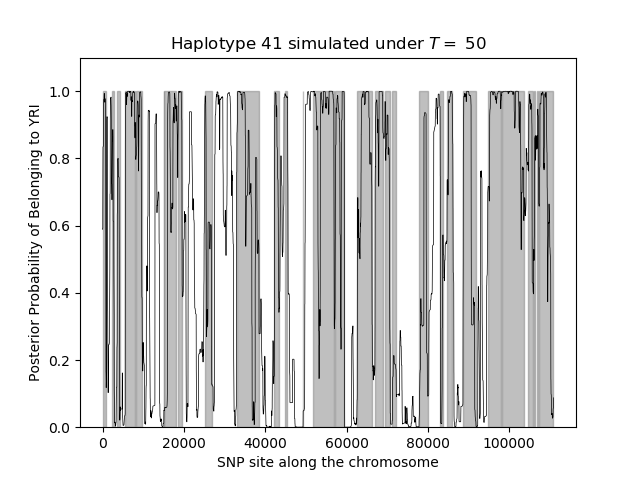 Haplotype 41 simulated under T = 50
Posterior Probability of Belonging to YRI
1.0
0.8
0.6
0.4
0.2
0.0
0 20000 40000 60000 80000 100000
SNP site along the chromosome